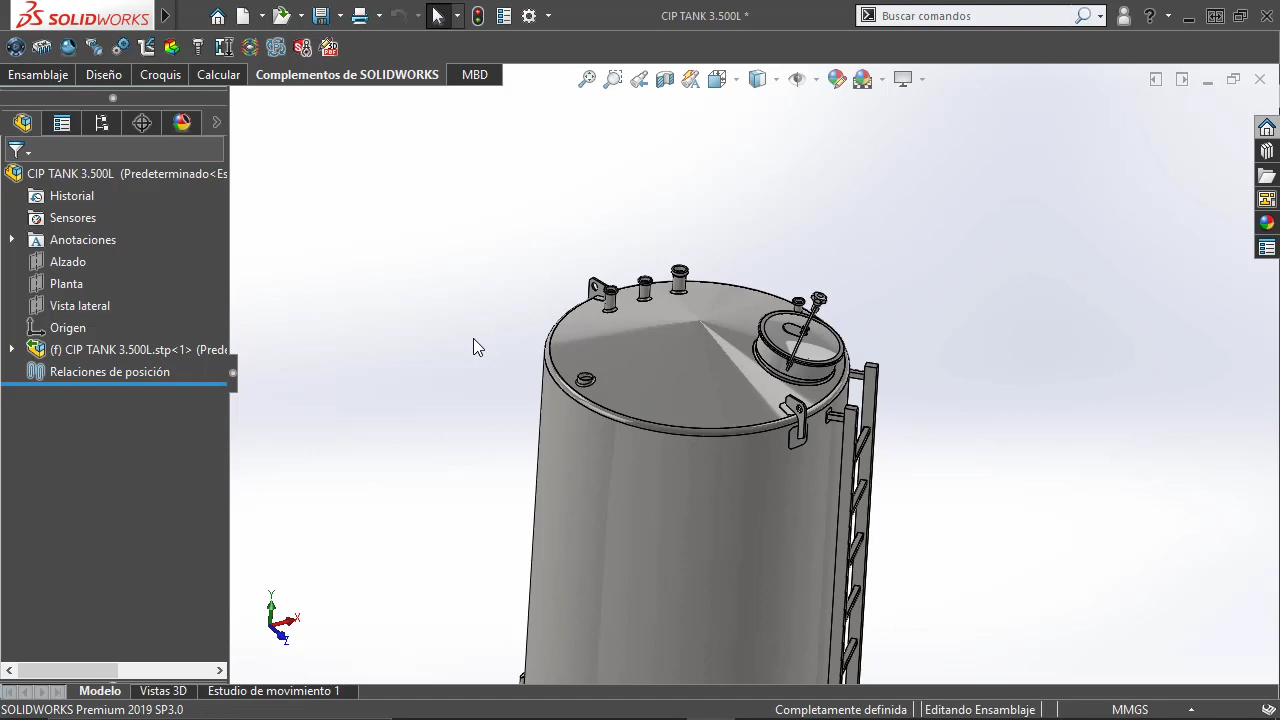 SOLIDWORKS
CIP TANK 3.500L *
Buscar comandos
Ensamblaje
Diseño
Croquis
Calcular
Complementos de SOLIDWORKS
MBD
CIP TANK 3.500L (Predeterminado<Es
Historial
Sensores
Anotaciones
Alzado
Planta
Vista lateral
Origen
(f) CIP TANK 3.500L.stp<1> (Prede
Relaciones de posición
Y
X
Z
Modelo
Vistas 3D
Estudio de movimiento 1
SOLIDWORKS Premium 2019 SP3.0
Completamente definida
Editando Ensamblaje
MMGS